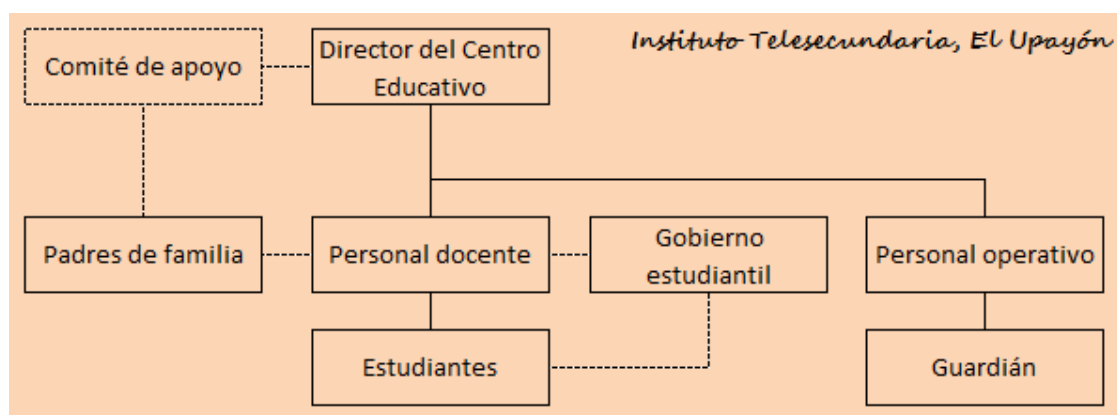 Instituto Telesecundaria, El Upayón
Comité de apoyo
Director del Centro
Educativo
Padres de familia
Personal docente
Gobierno
estudiantil
Personal operativo
Estudiantes
Guardián